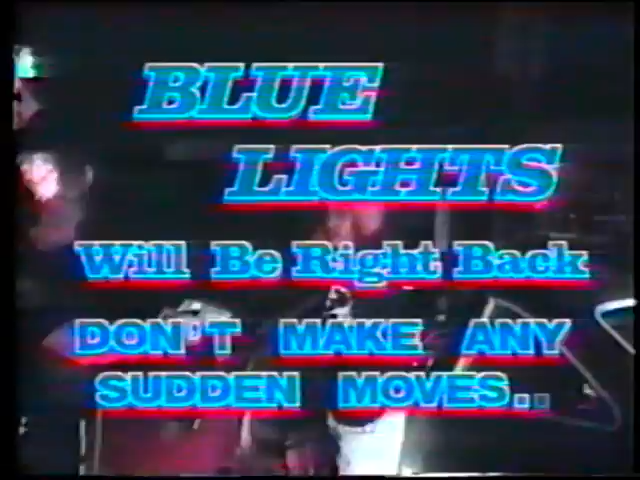 BLUE
LIGHTS
Will Be Right Back
DON'T MAKE ANY
SUDDEN MOVES..